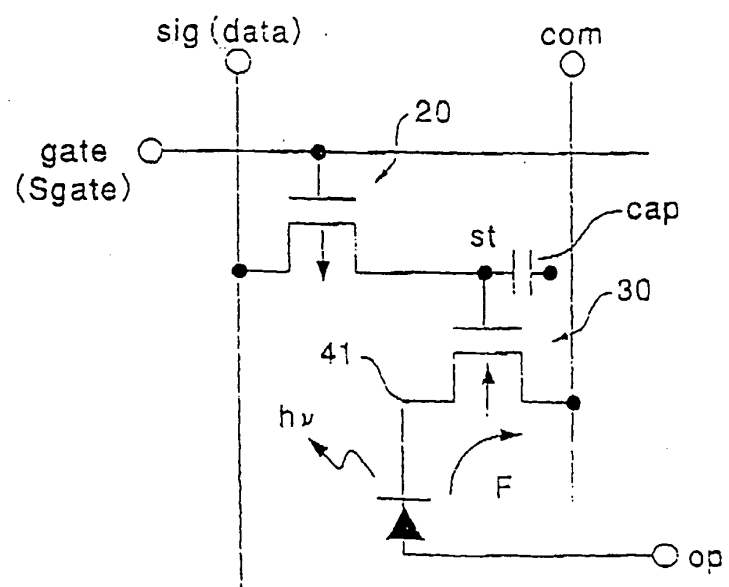 sig (data)
com
20
gate
(Sgate)
cap
st
30
41
hν
F
op